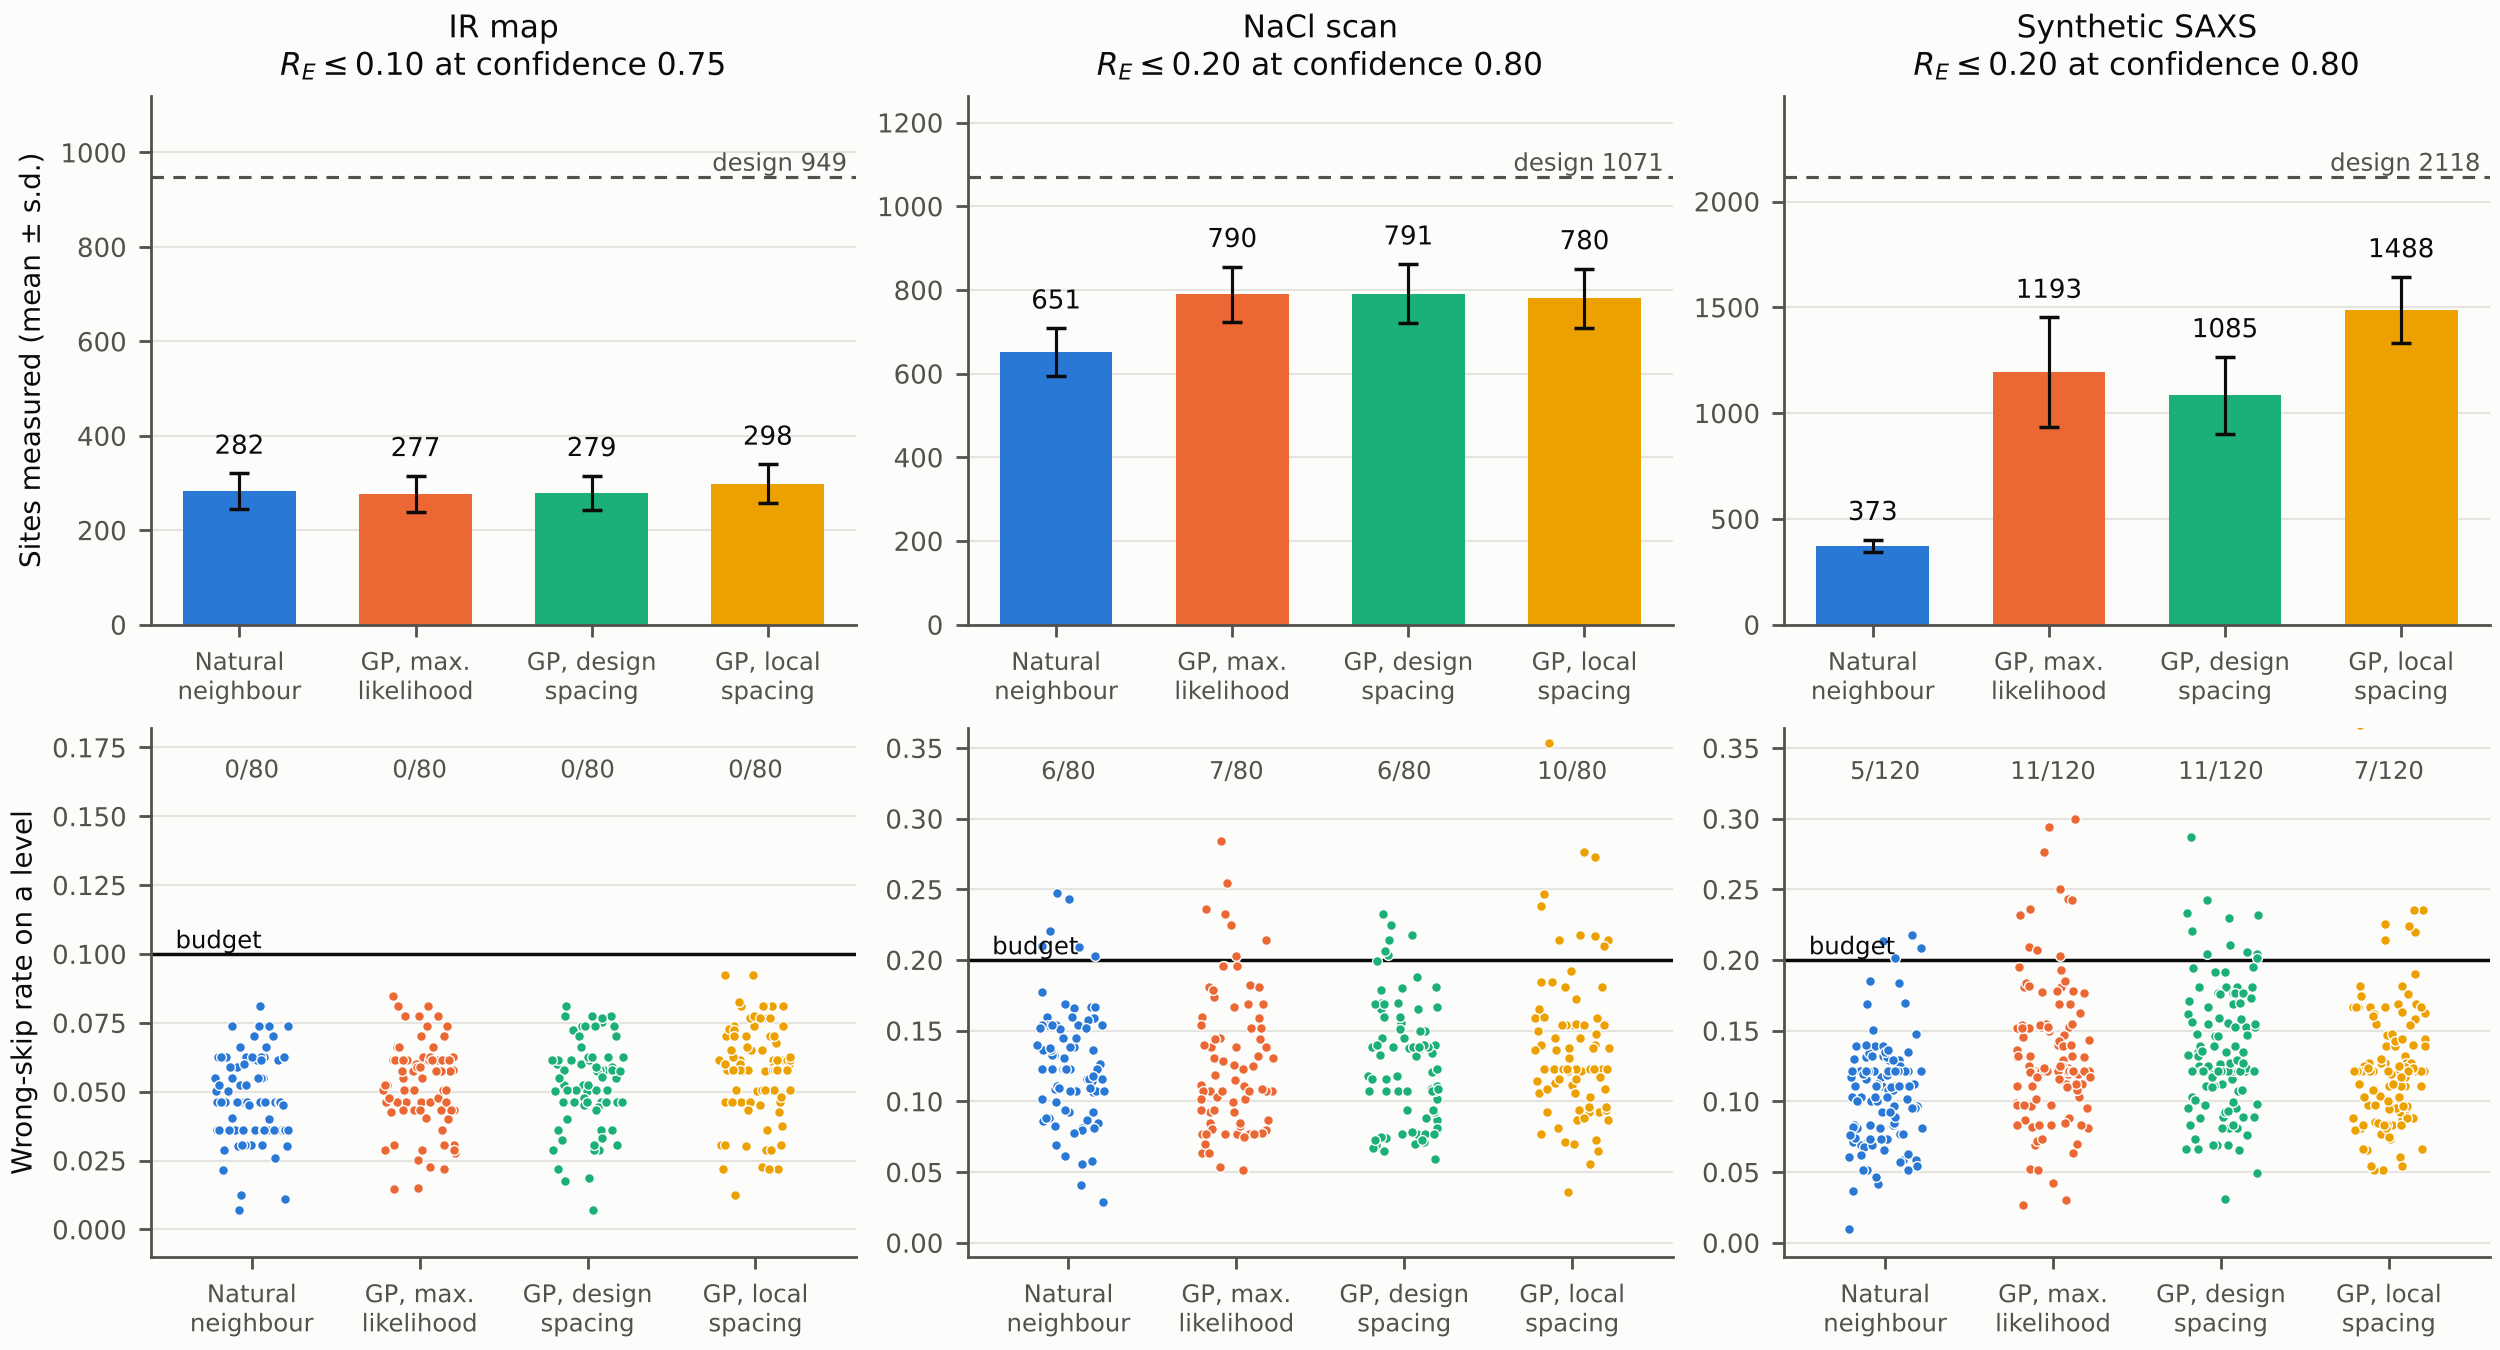 IR map
R_E ≤ 0.10 at confidence 0.75
NaCl scan
R_E ≤ 0.20 at confidence 0.80
Synthetic SAXS
R_E ≤ 0.20 at confidence 0.80
Sites measured (mean ± s.d.)
1000
800
600
400
200
0
design 949
282
277
279
298
Natural
neighbour
GP, max.
likelihood
GP, design
spacing
GP, local
spacing
1200
1000
800
600
400
200
0
design 1071
651
790
791
780
Natural
neighbour
GP, max.
likelihood
GP, design
spacing
GP, local
spacing
2000
1500
1000
500
0
design 2118
373
1193
1085
1488
Natural
neighbour
GP, max.
likelihood
GP, design
spacing
GP, local
spacing
Wrong-skip rate on a level
0.175
0.150
0.125
0.100
0.075
0.050
0.025
0.000
0/80
0/80
0/80
0/80
budget
Natural
neighbour
GP, max.
likelihood
GP, design
spacing
GP, local
spacing
0.35
0.30
0.25
0.20
0.15
0.10
0.05
0.00
6/80
7/80
6/80
10/80
budget
Natural
neighbour
GP, max.
likelihood
GP, design
spacing
GP, local
spacing
0.35
0.30
0.25
0.20
0.15
0.10
0.05
0.00
5/120
11/120
11/120
7/120
budget
Natural
neighbour
GP, max.
likelihood
GP, design
spacing
GP, local
spacing